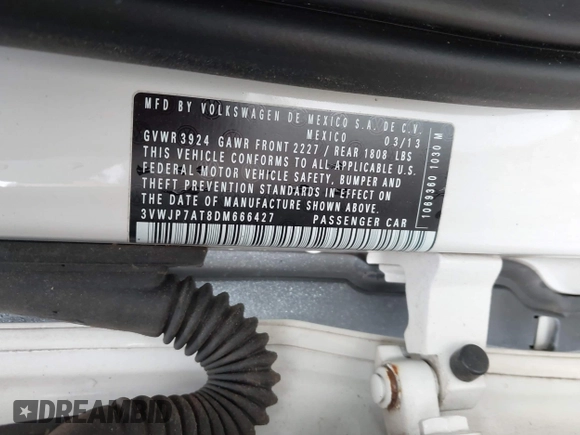 MFD BY VOLKSWAGEN DE MEXICO S.A. DE C.V.
MEXICO 03/13
GVWR 3924 GAWR FRONT 2227 / REAR 1808 LBS
THIS VEHICLE CONFORMS TO ALL APPLICABLE U.S.
FEDERAL MOTOR VEHICLE SAFETY, BUMPER AND
THEFT PREVENTION STANDARDS IN EFFECT ON
THE DATE OF MANUFACTURE SHOWN ABOVE.
3VWJP7AT8DM666427 PASSENGER CAR
1069360 1030 M
DREAMBID